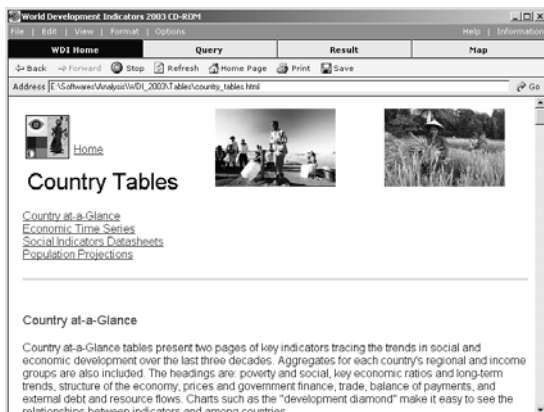 World Development Indicators 2003 CD-ROM
File | Edit | View | Format | Options Help | Information
WDI Home Query Result Map
Back Forward Stop Refresh Home Page Print Save
Address E:\Softwares\Analysis\WDI_2003\Tables\country_tables.html Go
Home
Country Tables
Country at-a-Glance
Economic Time Series
Social Indicators Datasheets
Population Projections
Country at-a-Glance
Country at-a-Glance tables present two pages of key indicators tracing the trends in social and
economic development over the last three decades. Aggregates for each country's regional and income
groups are also included. The headings are: poverty and social, key economic ratios and long-term
trends, structure of the economy, prices and government finance, trade, balance of payments, and
external debt and resource flows. Charts such as the "development diamond" make it easy to see the
relationships between indicators and among countries.